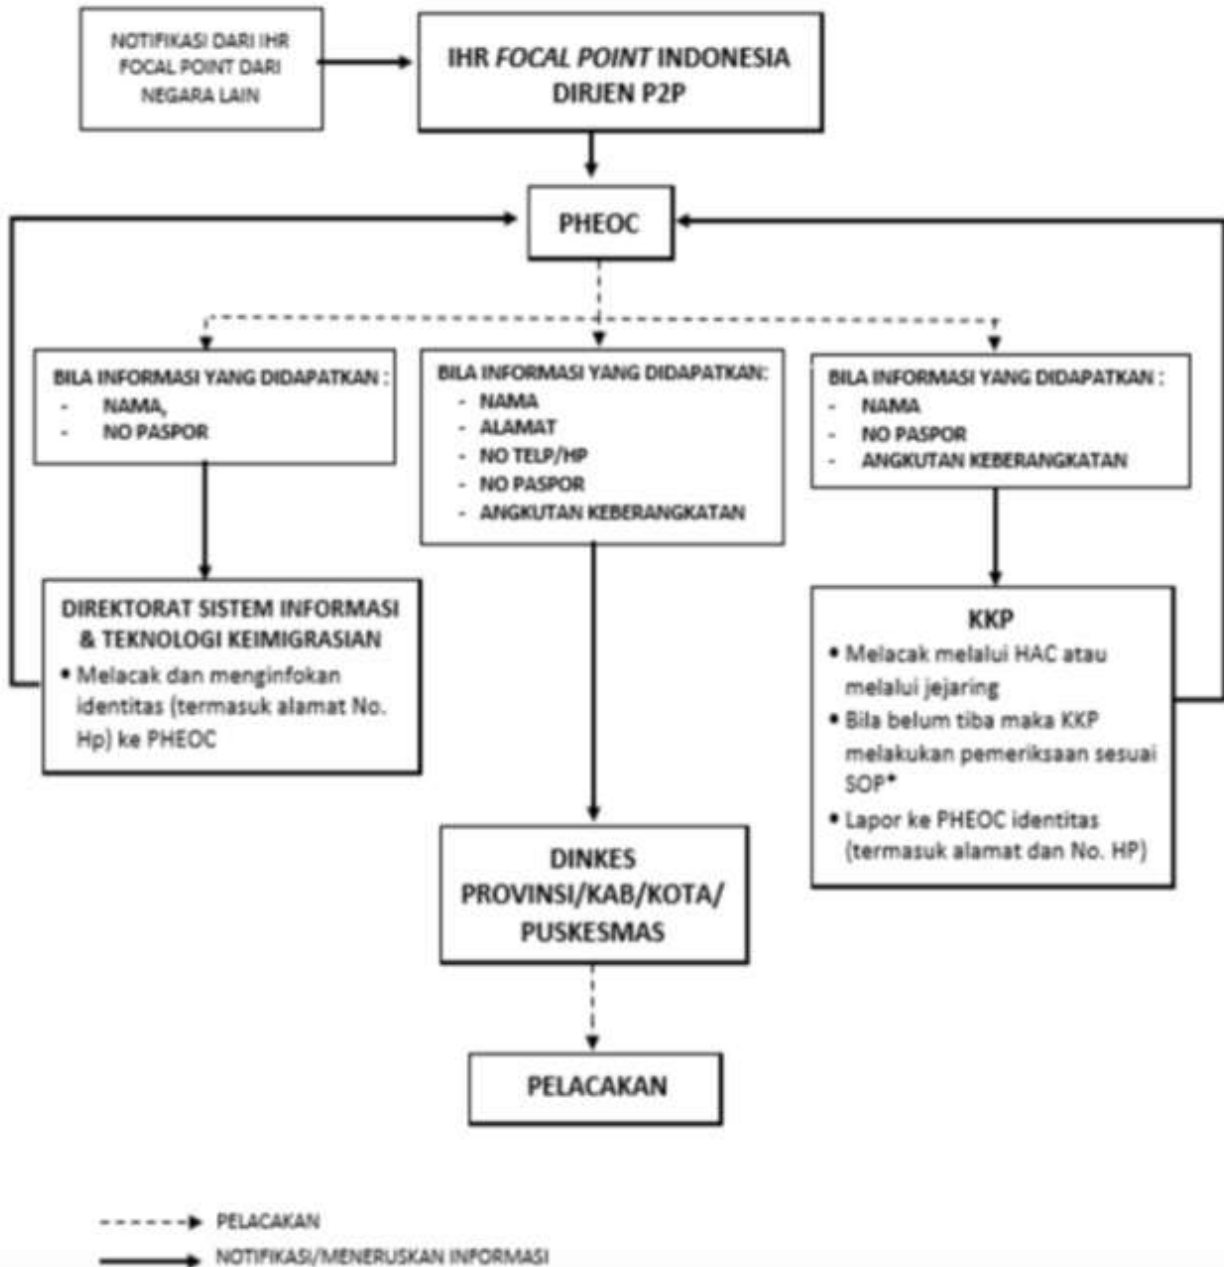 NOTIFIKASI DARI IHR
FOCAL POINT DARI
NEGARA LAIN
IHR FOCAL POINT INDONESIA
DIRJEN P2P
PHEOC
BILA INFORMASI YANG DIDAPATKAN :
- NAMA,
- NO PASPOR
BILA INFORMASI YANG DIDAPATKAN:
- NAMA
- ALAMAT
- NO TELP/HP
- NO PASPOR
- ANGKUTAN KEBERANGKATAN
BILA INFORMASI YANG DIDAPATKAN :
- NAMA
- NO PASPOR
- ANGKUTAN KEBERANGKATAN
DIREKTORAT SISTEM INFORMASI
& TEKNOLOGI KEIMIGRASIAN
• Melacak dan menginfokan
identitas (termasuk alamat No.
Hp) ke PHEOC
KKP
• Melacak melalui HAC atau
melalui jejaring
• Bila belum tiba maka KKP
melakukan pemeriksaan sesuai
SOP*
• Lapor ke PHEOC identitas
(termasuk alamat dan No. HP)
DINKES
PROVINSI/KAB/KOTA/
PUSKESMAS
PELACAKAN
PELACAKAN
NOTIFIKASI/MENERUSKAN INFORMASI